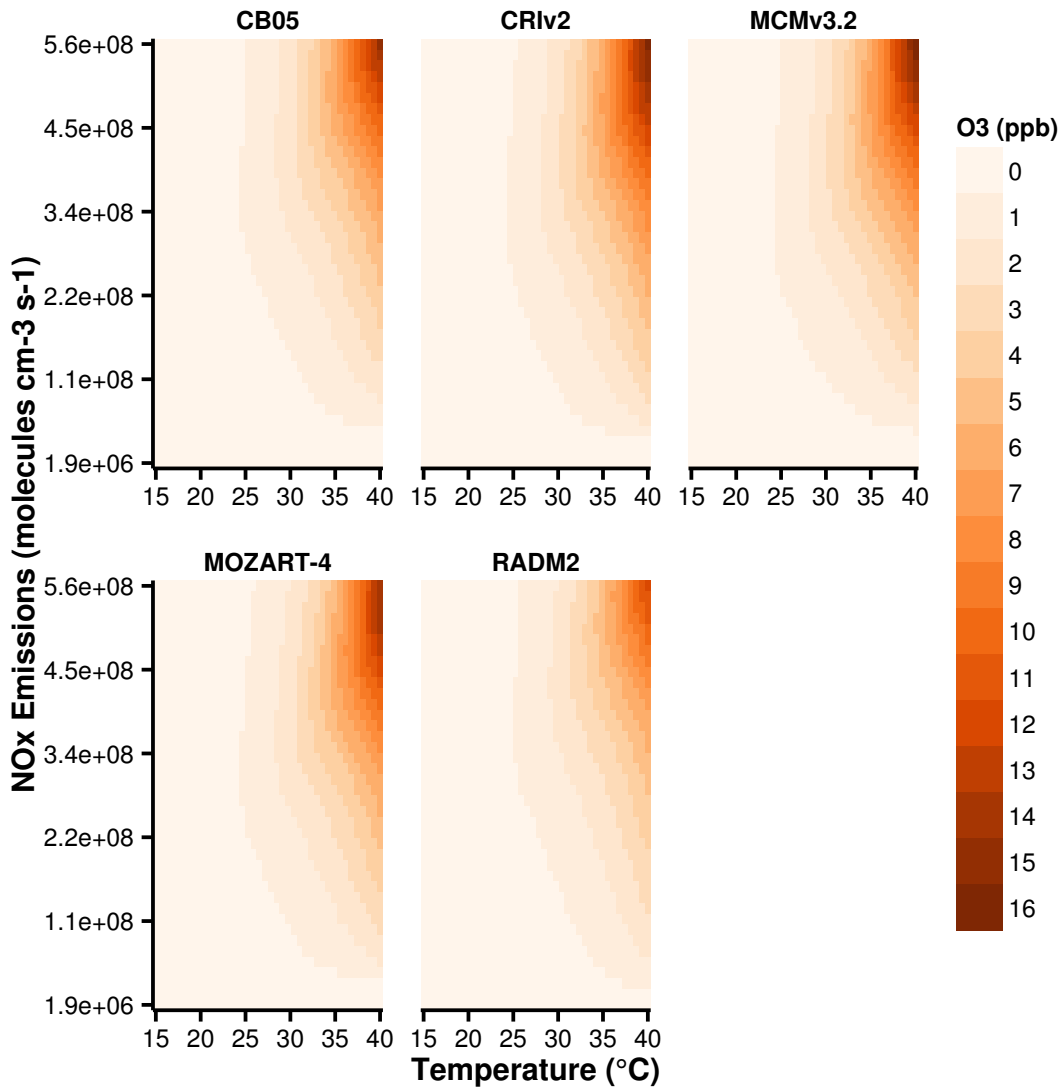 CB05 CRIv2 MCMv3.2
5.6e+08
4.5e+08
3.4e+08
2.2e+08
1.1e+08
1.9e+06
15 20 25 30 35 40 15 20 25 30 35 40 15 20 25 30 35 40
MOZART-4 RADM2
5.6e+08
4.5e+08
3.4e+08
2.2e+08
1.1e+08
1.9e+06
15 20 25 30 35 40 15 20 25 30 35 40
Temperature (°C)
NOx Emissions (molecules cm-3 s-1)
O3 (ppb)
0
1
2
3
4
5
6
7
8
9
10
11
12
13
14
15
16